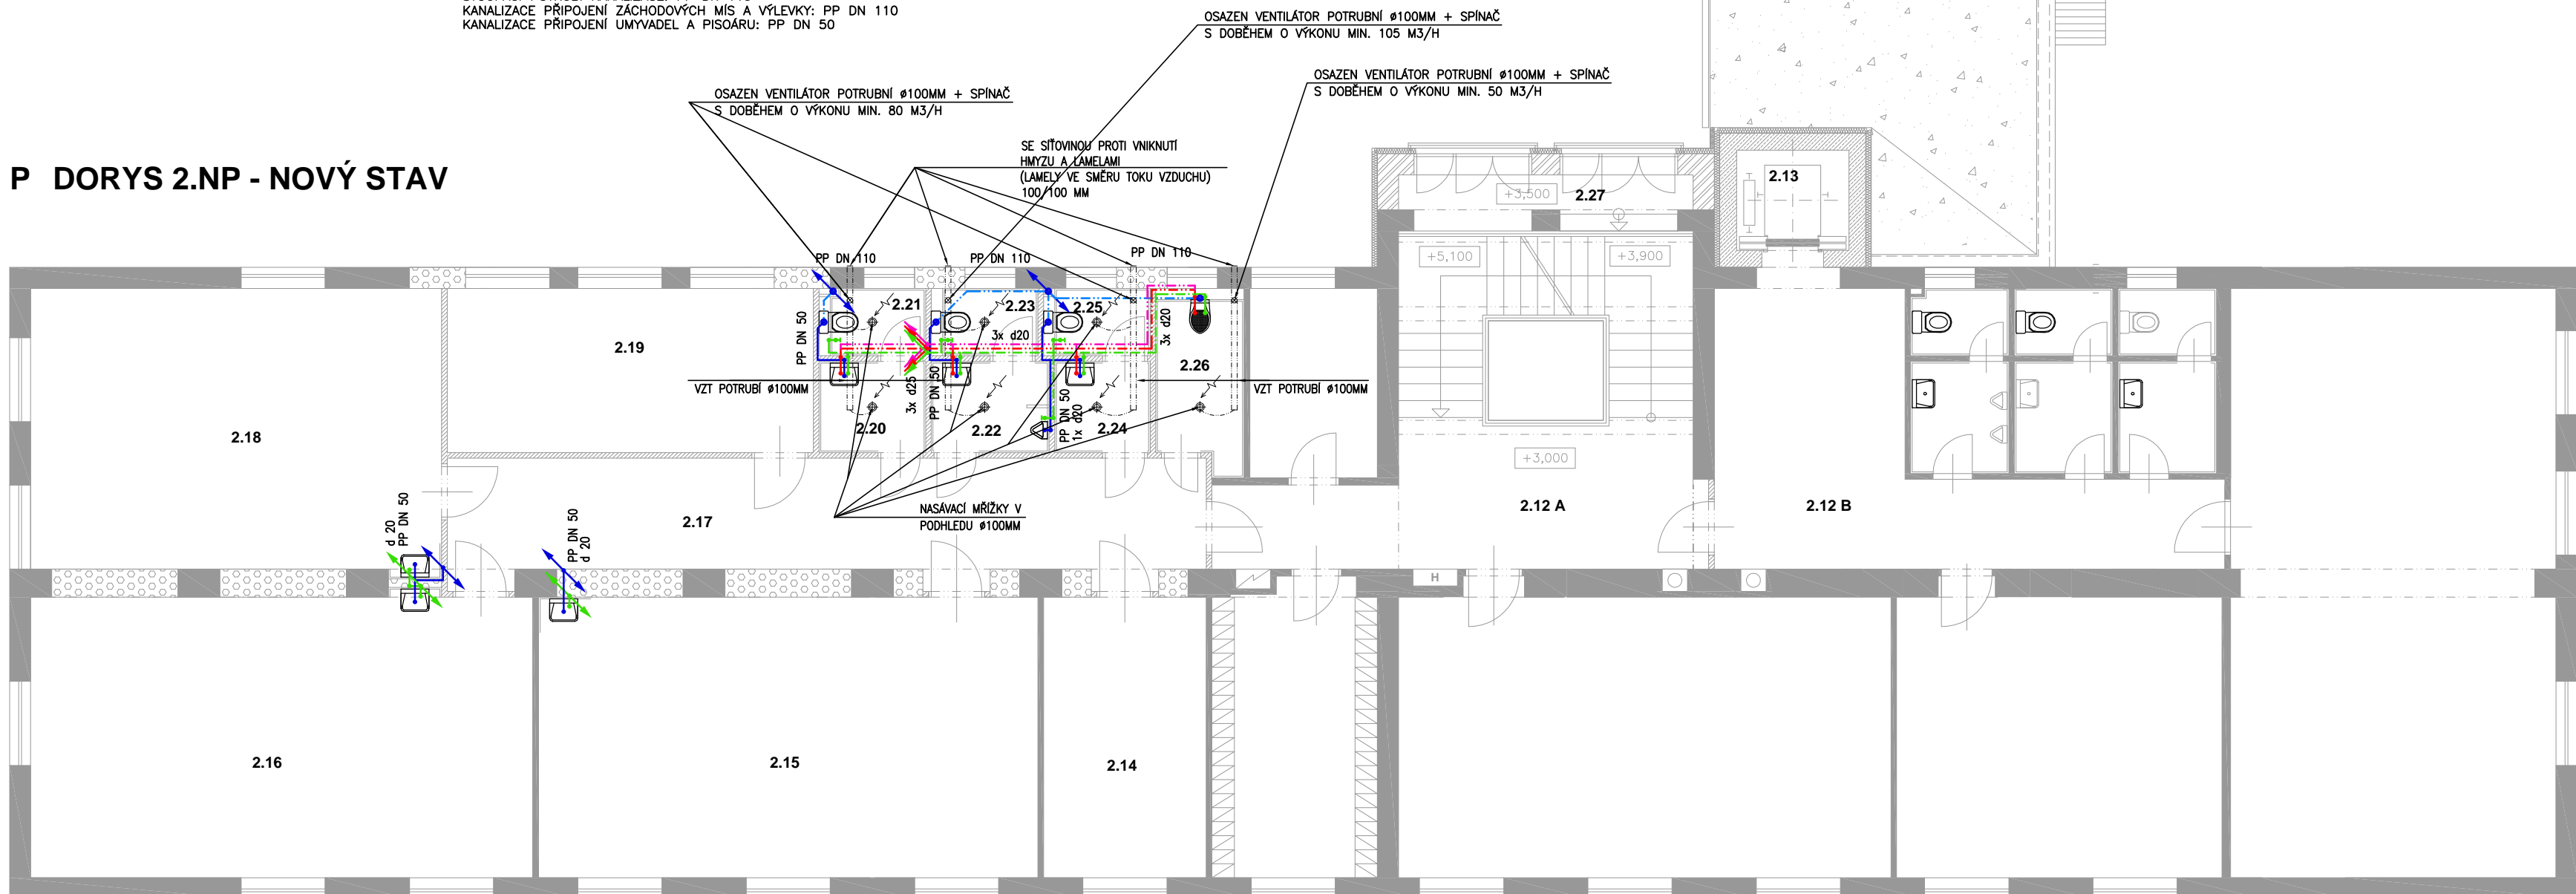 KANALIZACE PŘIPOJENÍ ZÁCHODOVÝCH MÍS A VÝLEVKY: PP DN 110
KANALIZACE PŘIPOJENÍ UMYVADEL A PISOÁRU: PP DN 50
OSAZEN VENTILÁTOR POTRUBNÍ ø100MM + SPÍNAČ
S DOBĚHEM O VÝKONU MIN. 105 M3/H
OSAZEN VENTILÁTOR POTRUBNÍ ø100MM + SPÍNAČ
S DOBĚHEM O VÝKONU MIN. 50 M3/H
OSAZEN VENTILÁTOR POTRUBNÍ ø100MM + SPÍNAČ
S DOBĚHEM O VÝKONU MIN. 80 M3/H
SE SÍŤOVINOU PROTI VNIKNUTÍ
HMYZU A LAMELAMI
(LAMELY VE SMĚRU TOKU VZDUCHU)
100/100 MM
P DORYS 2.NP - NOVÝ STAV
2.13
+3,500
2.27
PP DN 110
PP DN 110
PP DN 110
+5,100
+3,900
2.21
2.23
2.25
PP DN 50
3x d20
3x d20
2.19
2.26
VZT POTRUBÍ ø100MM
3x d25
PP DN 50
VZT POTRUBÍ ø100MM
PP DN 50
1x d20
2.18
2.20
2.22
2.24
+3,000
d 20
PP DN 50
PP DN 50
d 20
2.17
NASÁVACÍ MŘÍŽKY V
PODHLEDU ø100MM
2.12 A
2.12 B
H
2.16
2.15
2.14